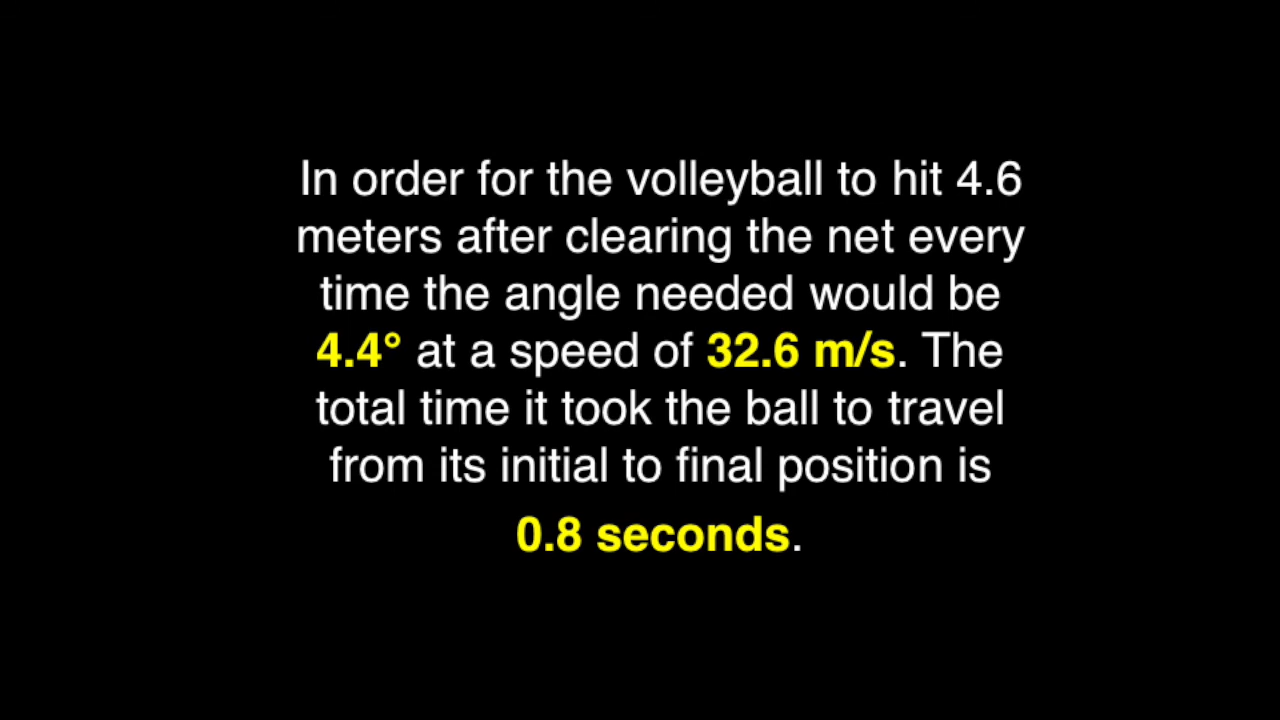 In order for the volleyball to hit 4.6
meters after clearing the net every
time the angle needed would be
4.4° at a speed of 32.6 m/s. The
total time it took the ball to travel
from its initial to final position is
0.8 seconds.